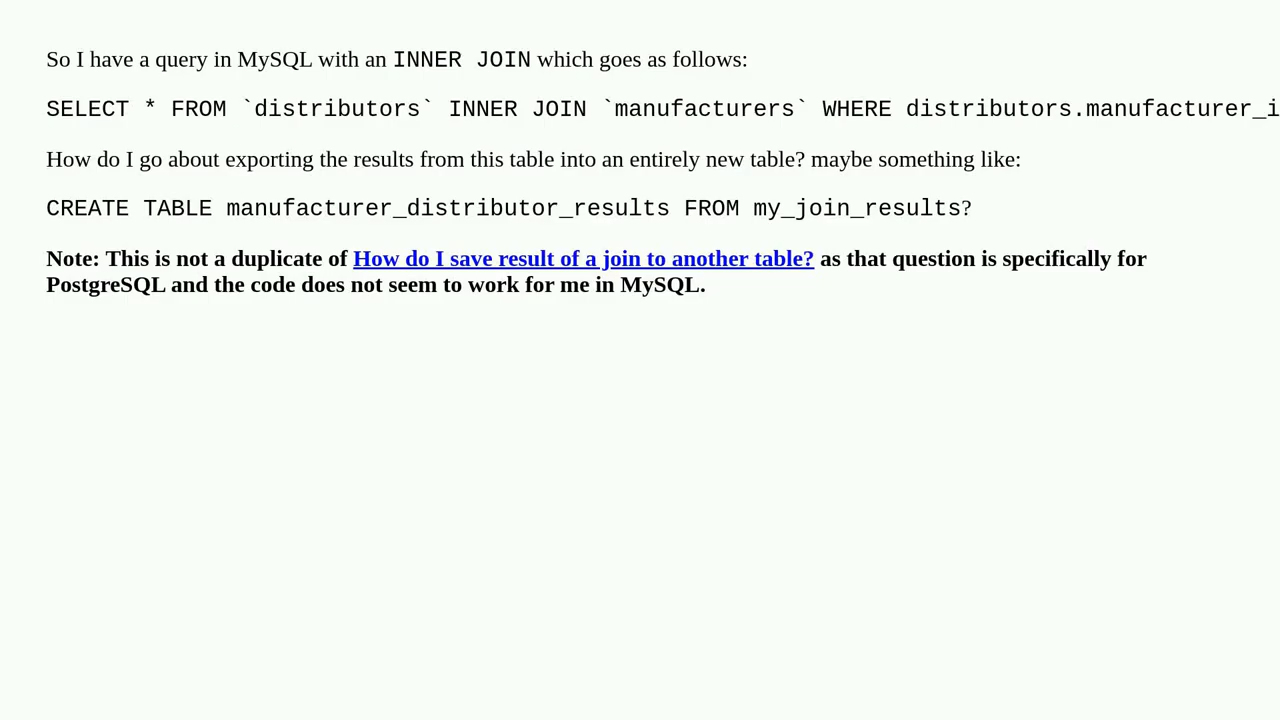 So I have a query in MySQL with an INNER JOIN which goes as follows:
SELECT * FROM `distributors` INNER JOIN `manufacturers` WHERE distributors.manufacturer_i
How do I go about exporting the results from this table into an entirely new table? maybe something like:
CREATE TABLE manufacturer_distributor_results FROM my_join_results?
Note: This is not a duplicate of How do I save result of a join to another table? as that question is specifically for
PostgreSQL and the code does not seem to work for me in MySQL.